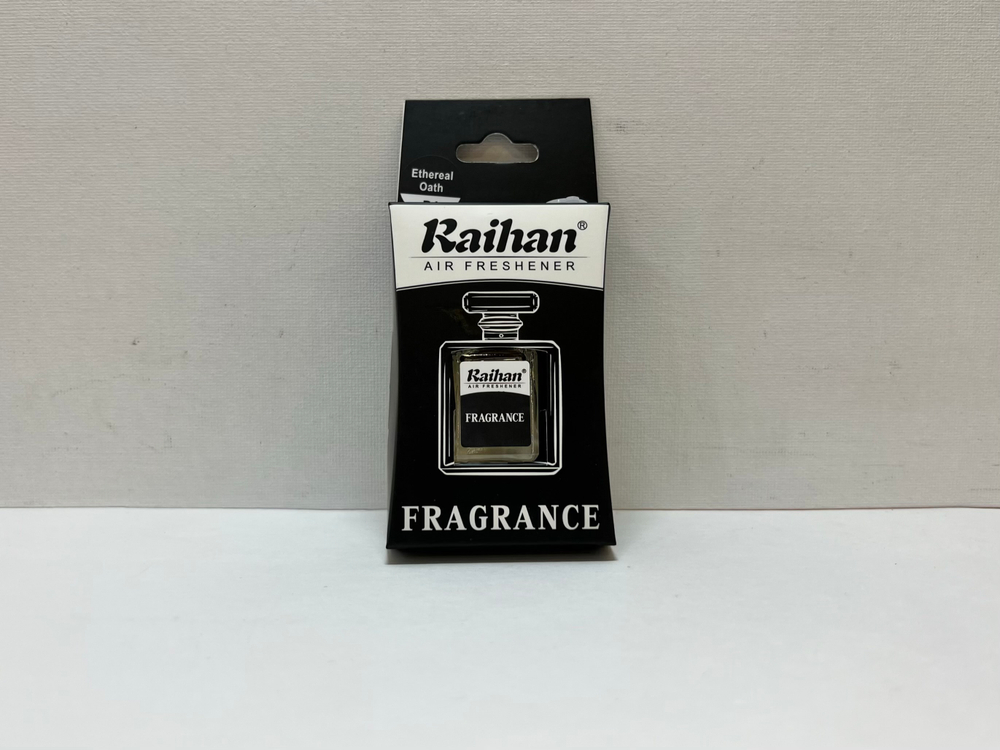 Ethereal
Oath
Raihan®
AIR FRESHENER
Raihan®
AIR FRESHENER
FRAGRANCE
FRAGRANCE